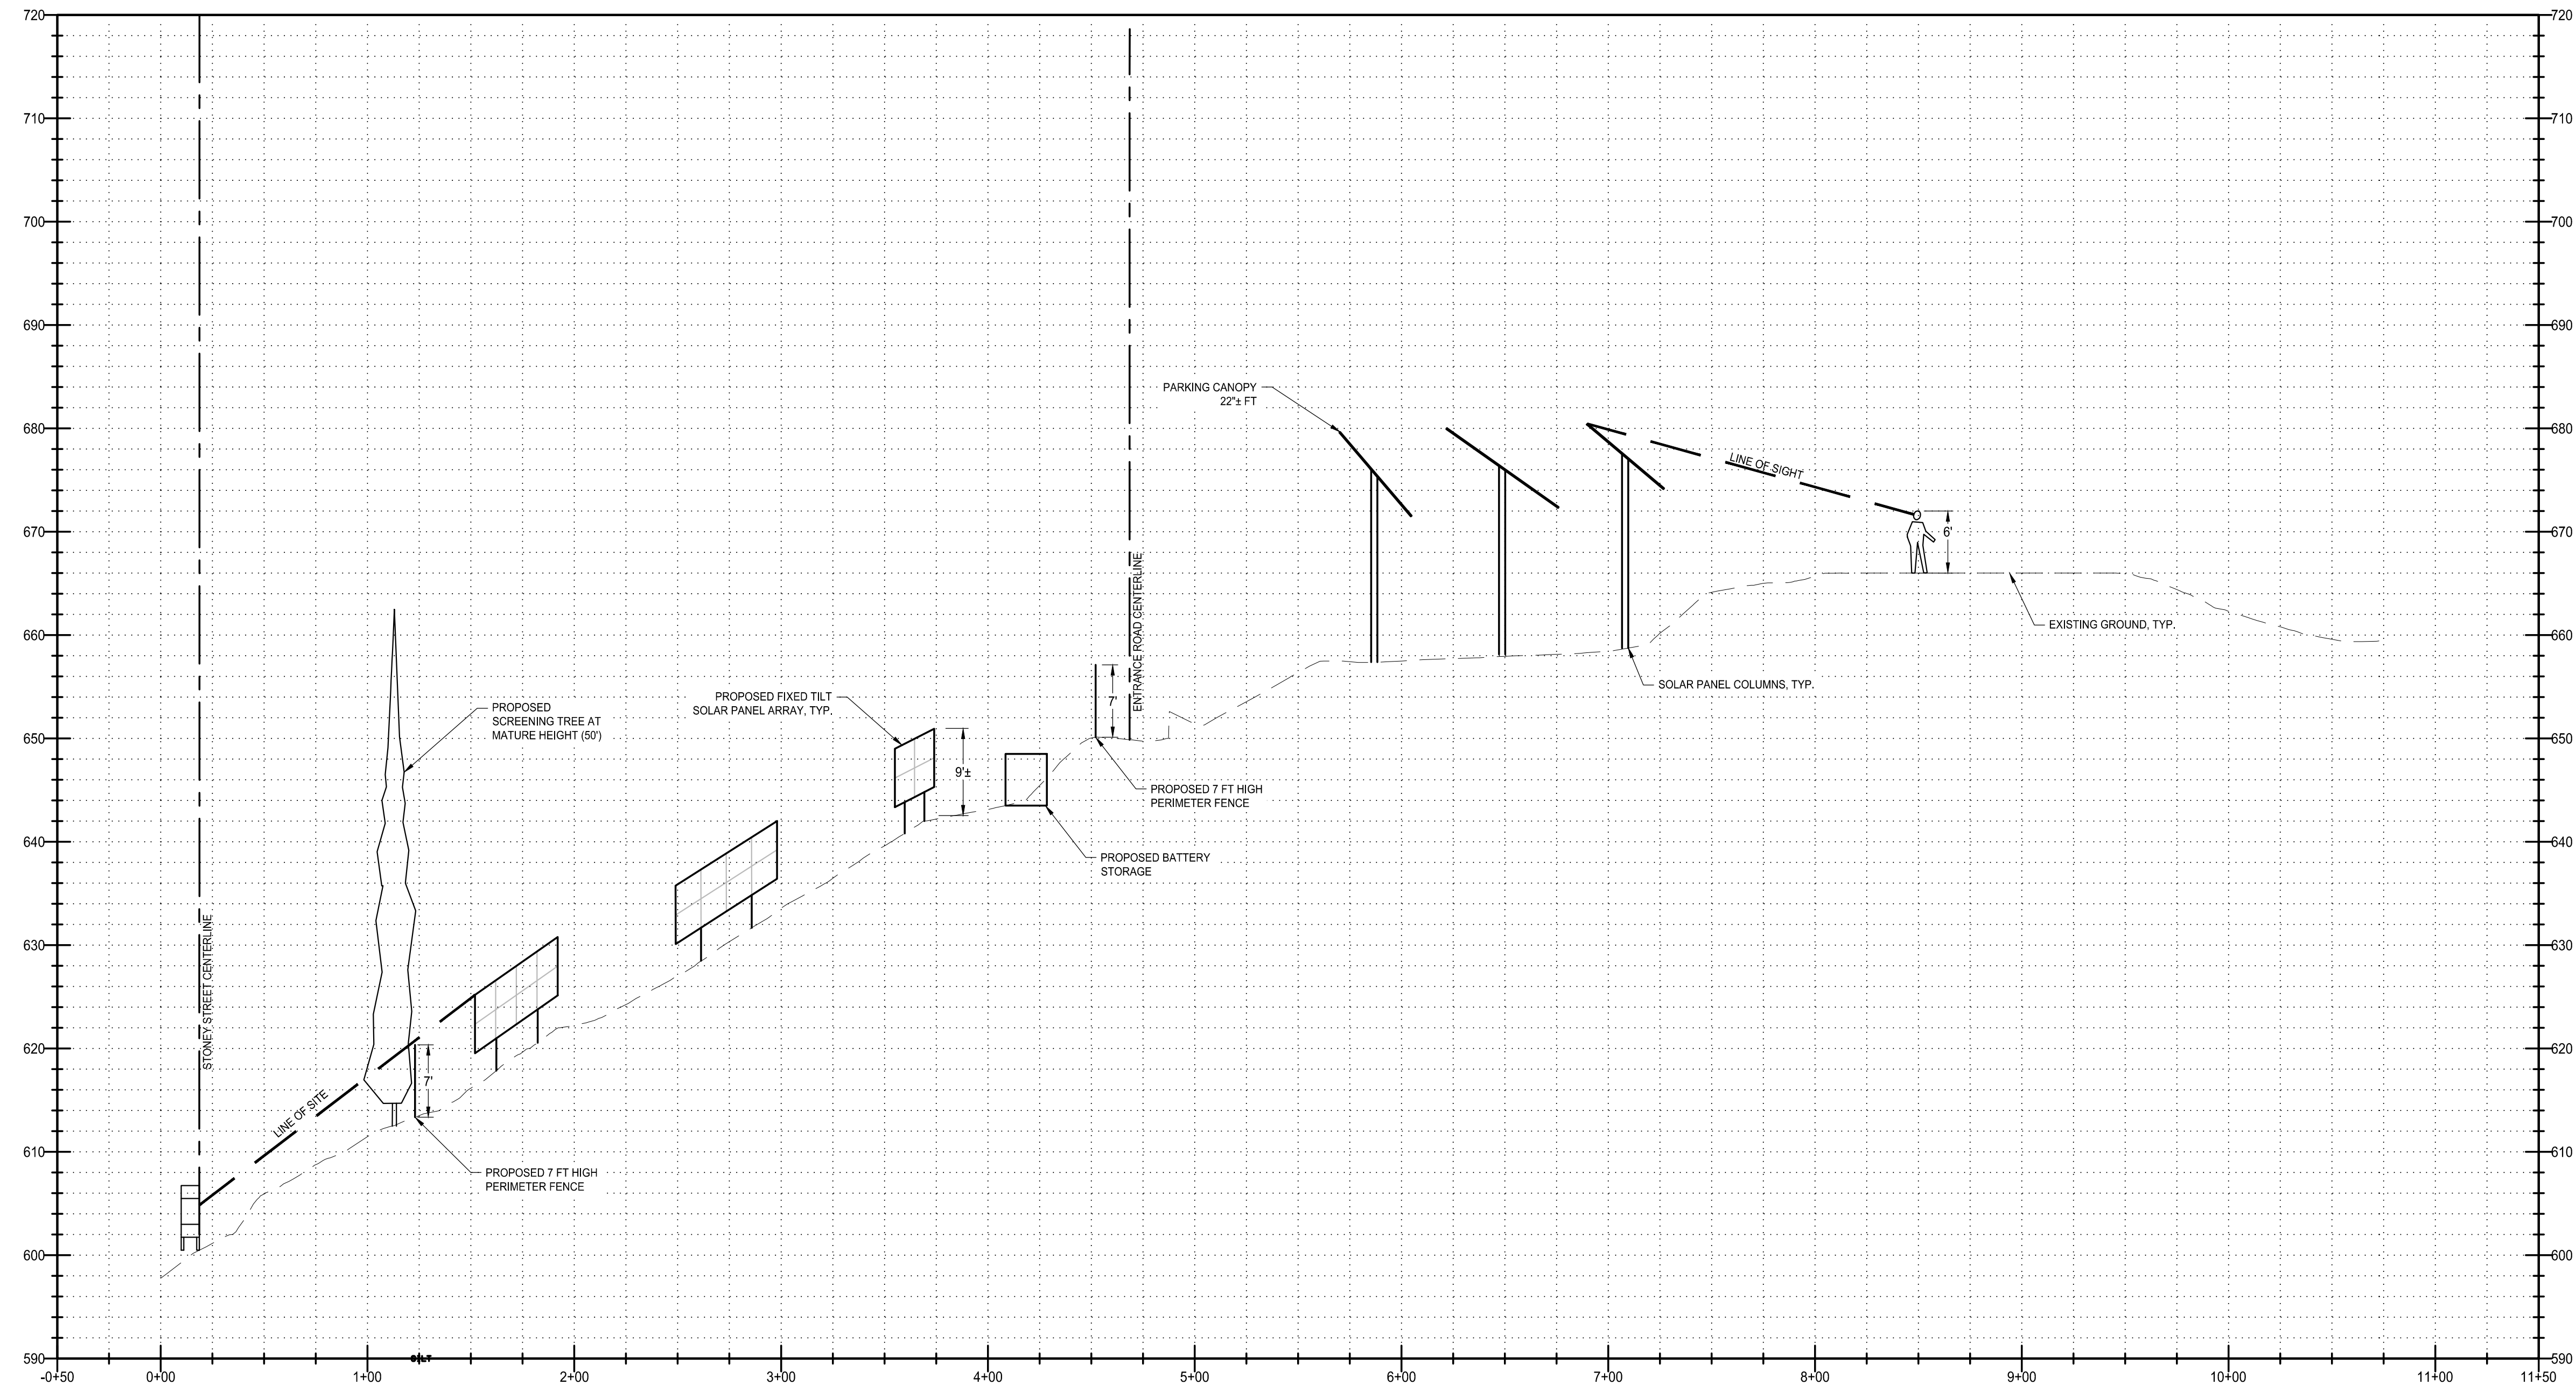 720
720
710
710
700
700
690
690
PARKING CANOPY
22"± FT
680
680
LINE OF SIGHT
670
670
6'
ENTRANCE ROAD CENTERLINE
660
660
EXISTING GROUND, TYP.
SOLAR PANEL COLUMNS, TYP.
PROPOSED FIXED TILT
SOLAR PANEL ARRAY, TYP.
7'
PROPOSED
SCREENING TREE AT
MATURE HEIGHT (50')
650
650
9'±
PROPOSED 7 FT HIGH
PERIMETER FENCE
640
640
PROPOSED BATTERY
STORAGE
630
630
STONEY STREET CENTERLINE
620
620
7'
LINE OF SITE
610
610
PROPOSED 7 FT HIGH
PERIMETER FENCE
600
600
590
590
-0+50
0+00
1+00
2+00
3+00
4+00
5+00
6+00
7+00
8+00
9+00
10+00
11+00
11+50